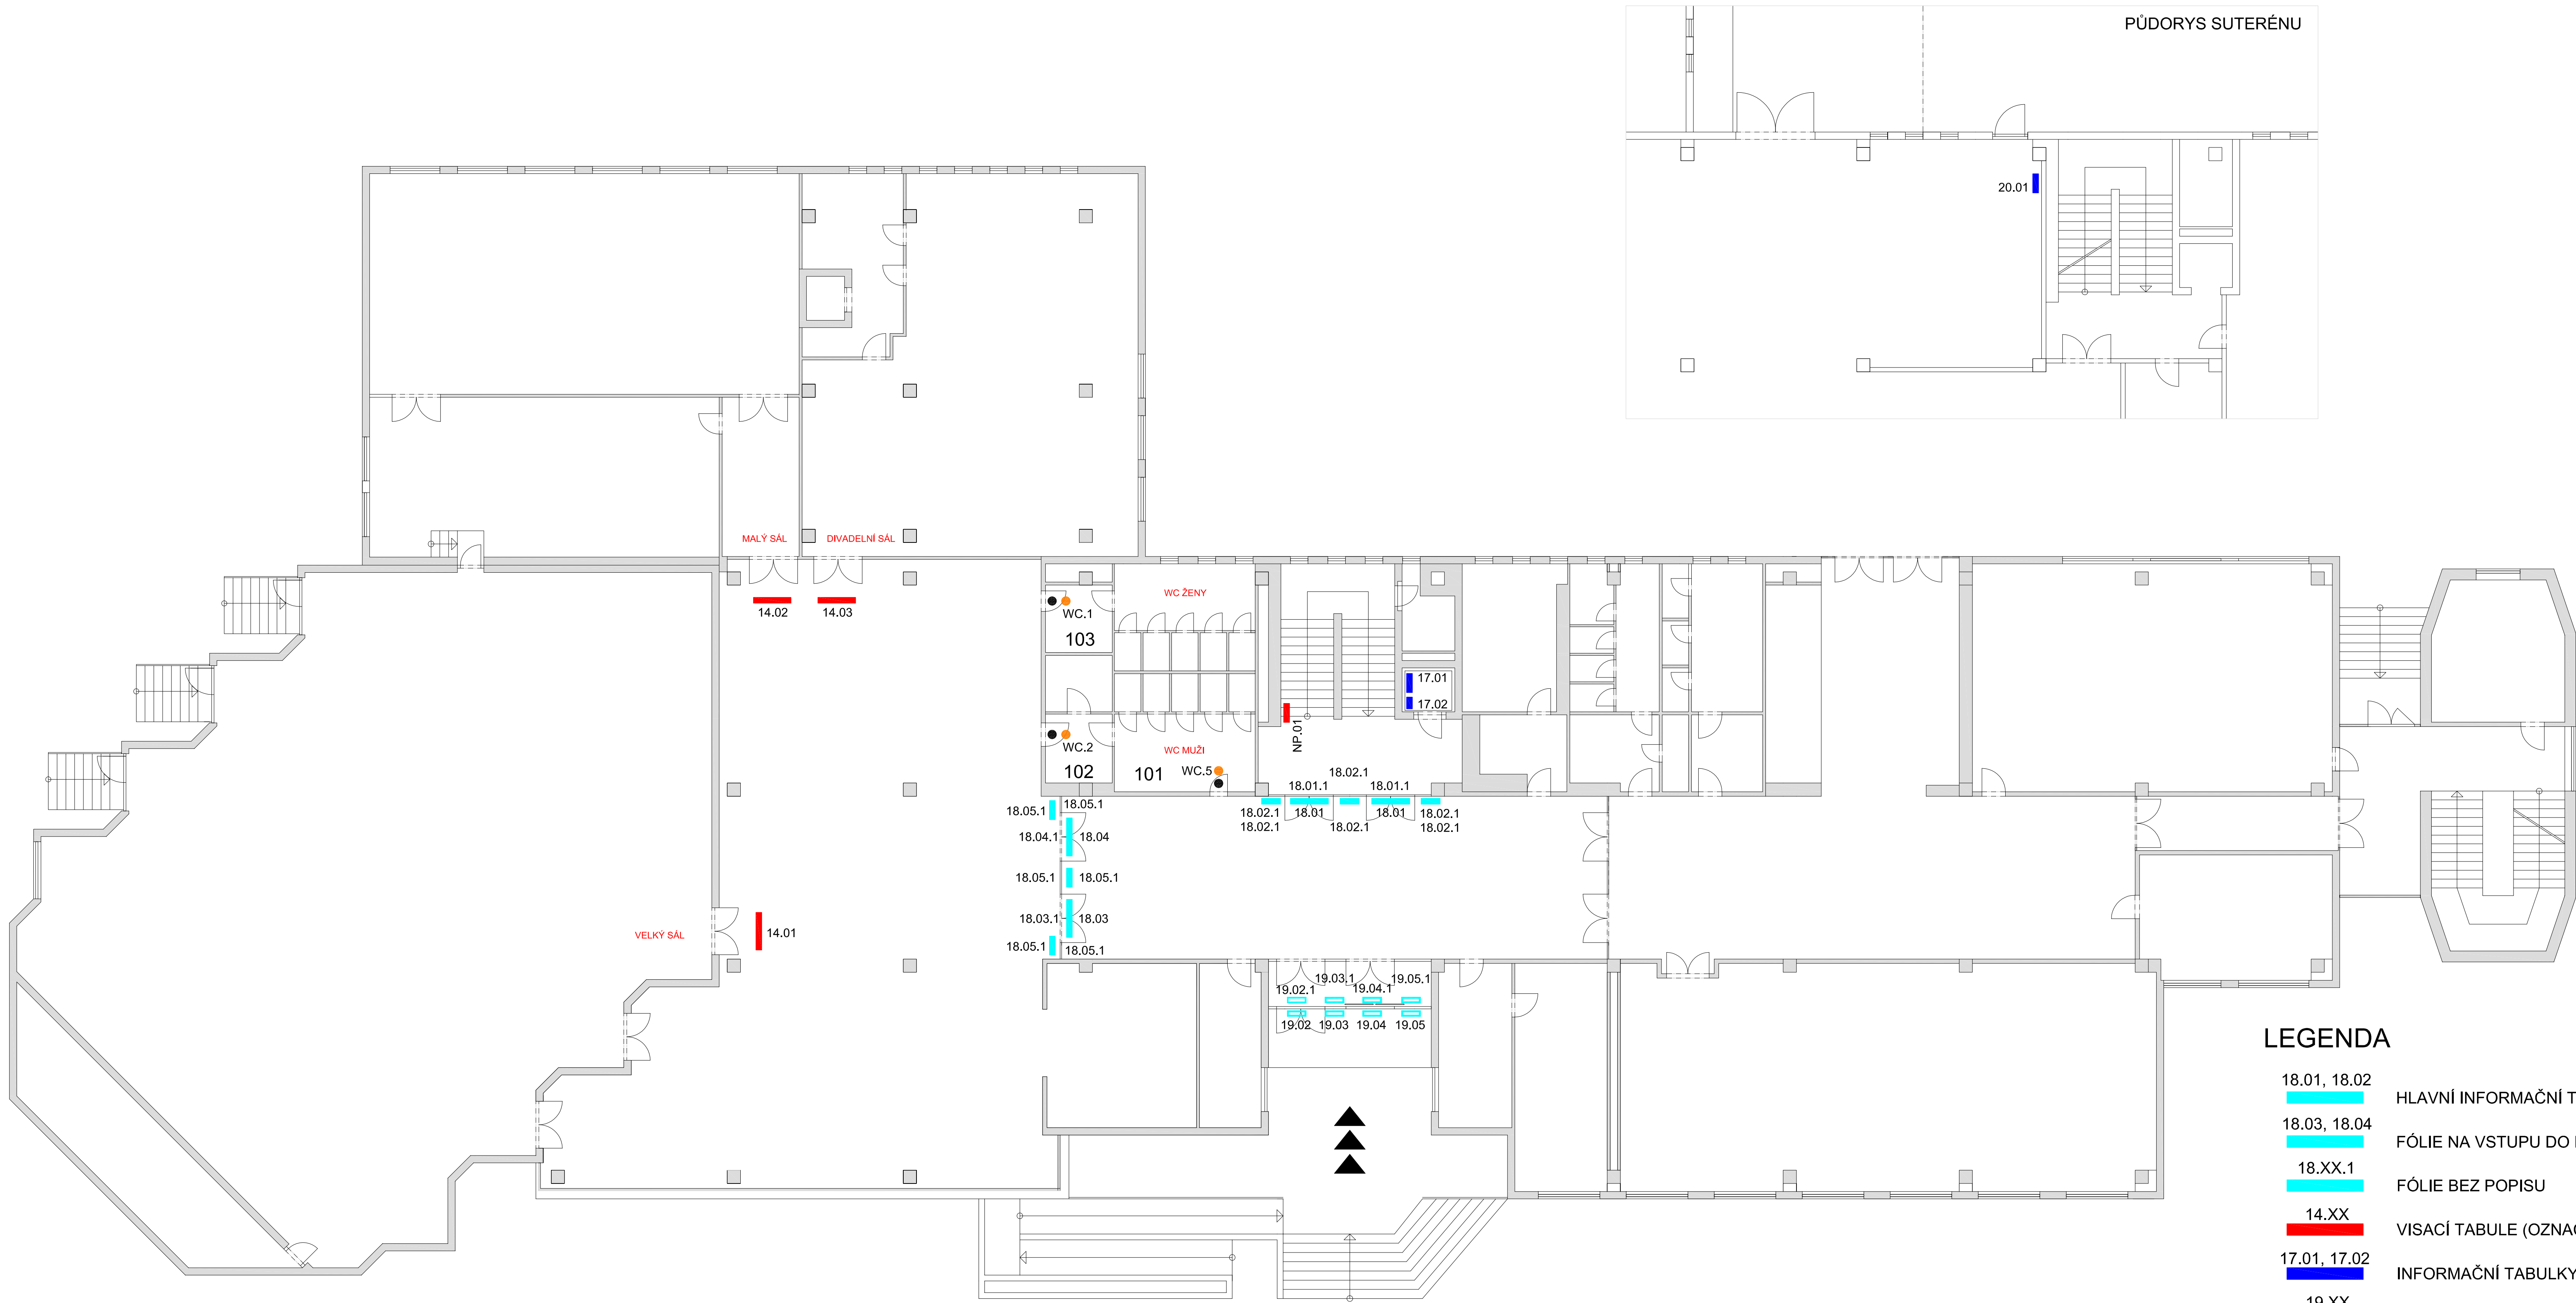 PŮDORYS SUTERÉNU
20.01
MALÝ SÁL
DIVADELNÍ SÁL
14.02
14.03
WC ŽENY
WC.1
103
WC.2
102
WC MUŽI
101
WC.5
NP.01
17.01
17.02
18.02.1
18.01.1
18.01.1
18.02.1
18.01
18.01
18.02.1
18.02.1
18.02.1
18.02.1
18.05.1
18.05.1
18.04.1
18.04
18.05.1
18.05.1
18.03.1
18.03
18.05.1
18.05.1
VELKÝ SÁL
14.01
19.03.1
19.05.1
19.02.1
19.04.1
19.02
19.03
19.04
19.05
LEGENDA
18.01, 18.02
HLAVNÍ INFORMAČNÍ
18.03, 18.04
FÓLIE NA VSTUPU DO
18.XX.1
FÓLIE BEZ POPISU
14.XX
VISACÍ TABULE
17.01, 17.02
INFORMAČNÍ TABULKY
19.XX